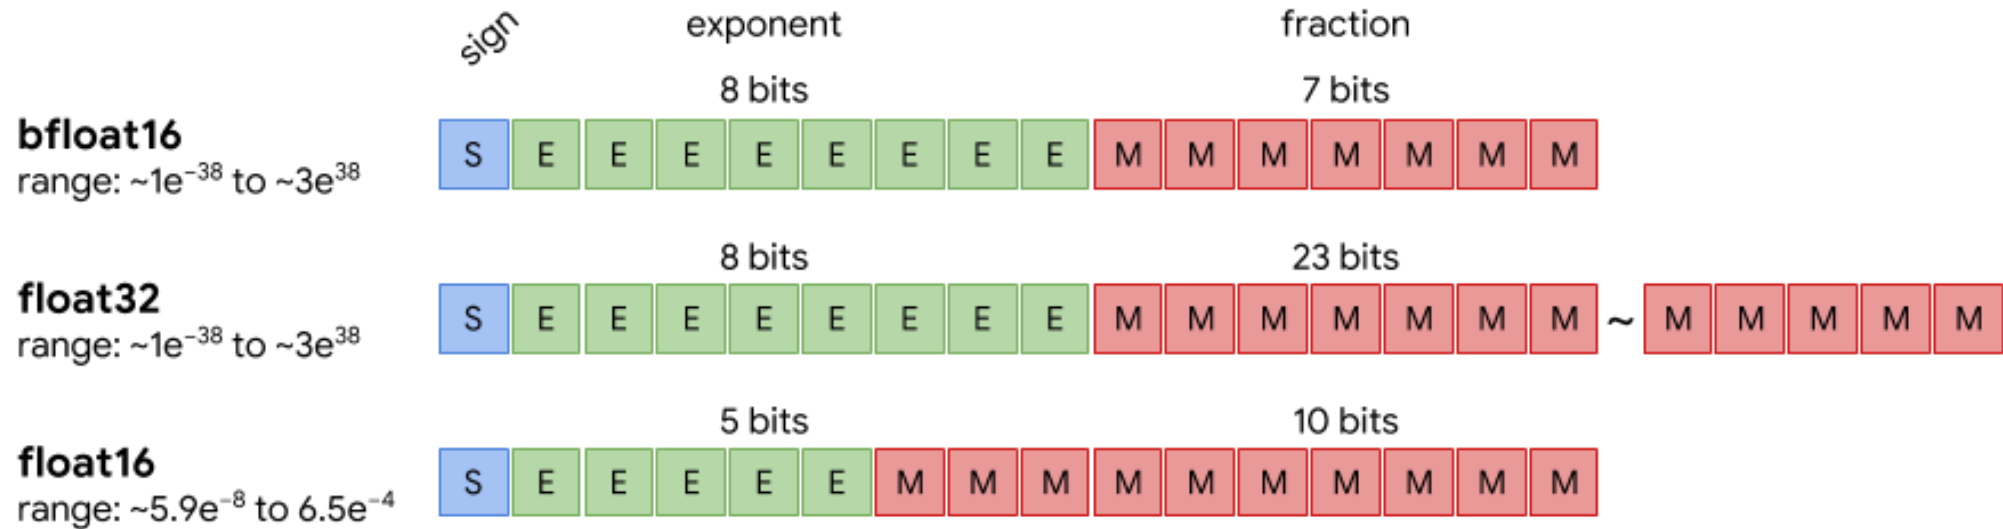 sign exponent fraction
8 bits 7 bits
bfloat16
S E E E E E E E E M M M M M M M
range: ~1e⁻³⁸ to ~3e³⁸
8 bits 23 bits
float32
S E E E E E E E E M M M M M M M ~ M M M M M
range: ~1e⁻³⁸ to ~3e³⁸
5 bits 10 bits
float16
S E E E E E M M M M M M M M M M
range: ~5.9e⁻⁸ to 6.5e⁻⁴